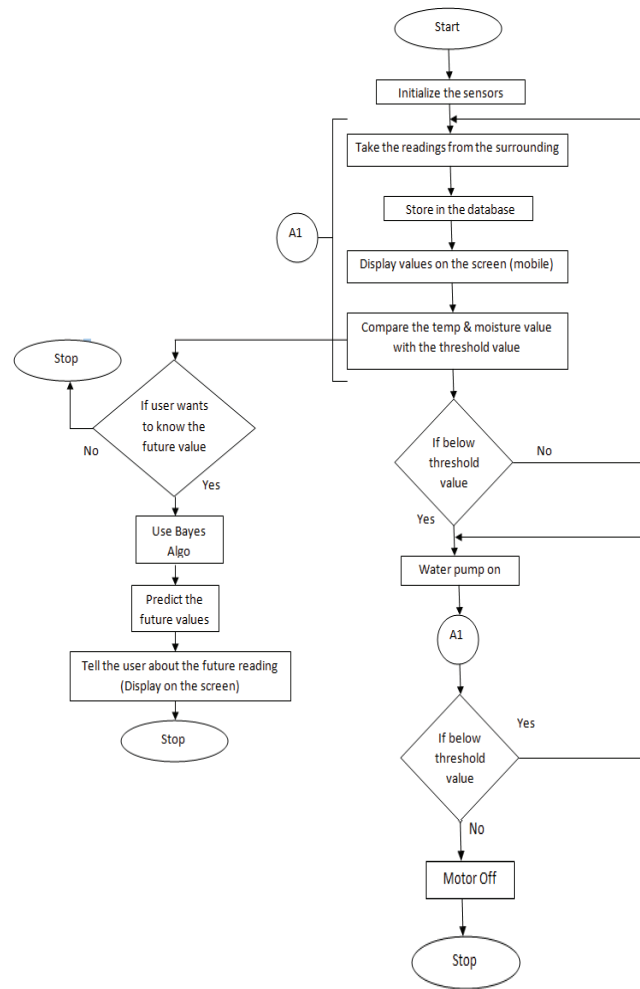 Start
Initialize the sensors
Take the readings from the surrounding
Store in the database
A1
Display values on the screen (mobile)
Compare the temp & moisture value
with the threshold value
Stop
If user wants
to know the
future value
No
Yes
Use Bayes
Algo
Predict the
future values
Tell the user about the future reading
(Display on the screen)
Stop
If below
threshold
value
No
Yes
Water pump on
A1
If below
threshold
value
Yes
No
Motor Off
Stop